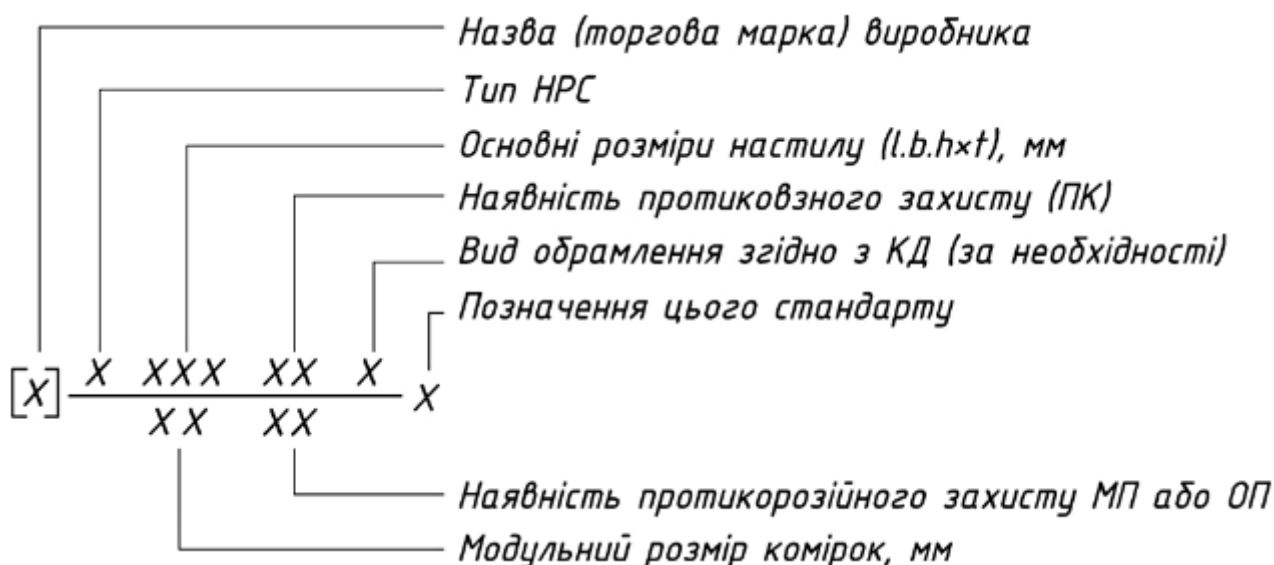 Назва (торгова марка) виробника
Тип НРС
Основні розміри настилу (l.b.h×t), мм
Наявність протиковзного захисту (ПК)
Вид обрамлення згідно з КД (за необхідності)
Позначення цього стандарту
[X] X XXX XX X X
XX XX
Наявність протикорозійного захисту МП або ОП
Модульний розмір комірок, мм